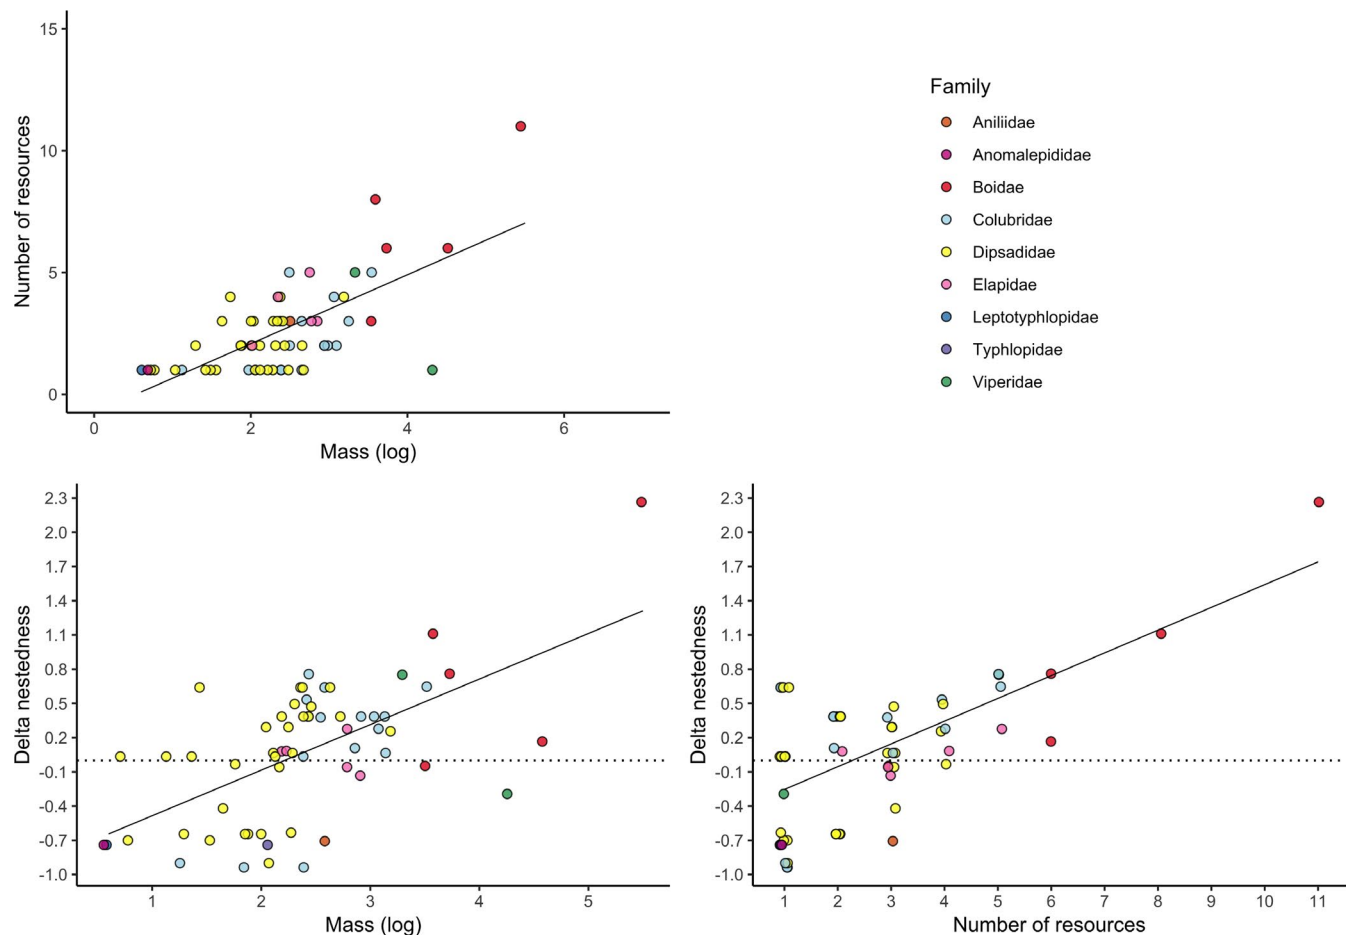 15
10
5
0
Number of resources
0 2 4 6
Mass (log)
Family
Aniliidae
Anomalepididae
Boidae
Colubridae
Dipsadidae
Elapidae
Leptotyphlopidae
Typhlopidae
Viperidae
2.3
2.0
1.7
1.4
1.1
0.8
0.5
0.2
-0.1
-0.4
-0.7
-1.0
Delta nestedness
1 2 3 4 5
Mass (log)
2.3
2.0
1.7
1.4
1.1
0.8
0.5
0.2
-0.1
-0.4
-0.7
-1.0
Delta nestedness
1 2 3 4 5 6 7 8 9 10 11
Number of resources